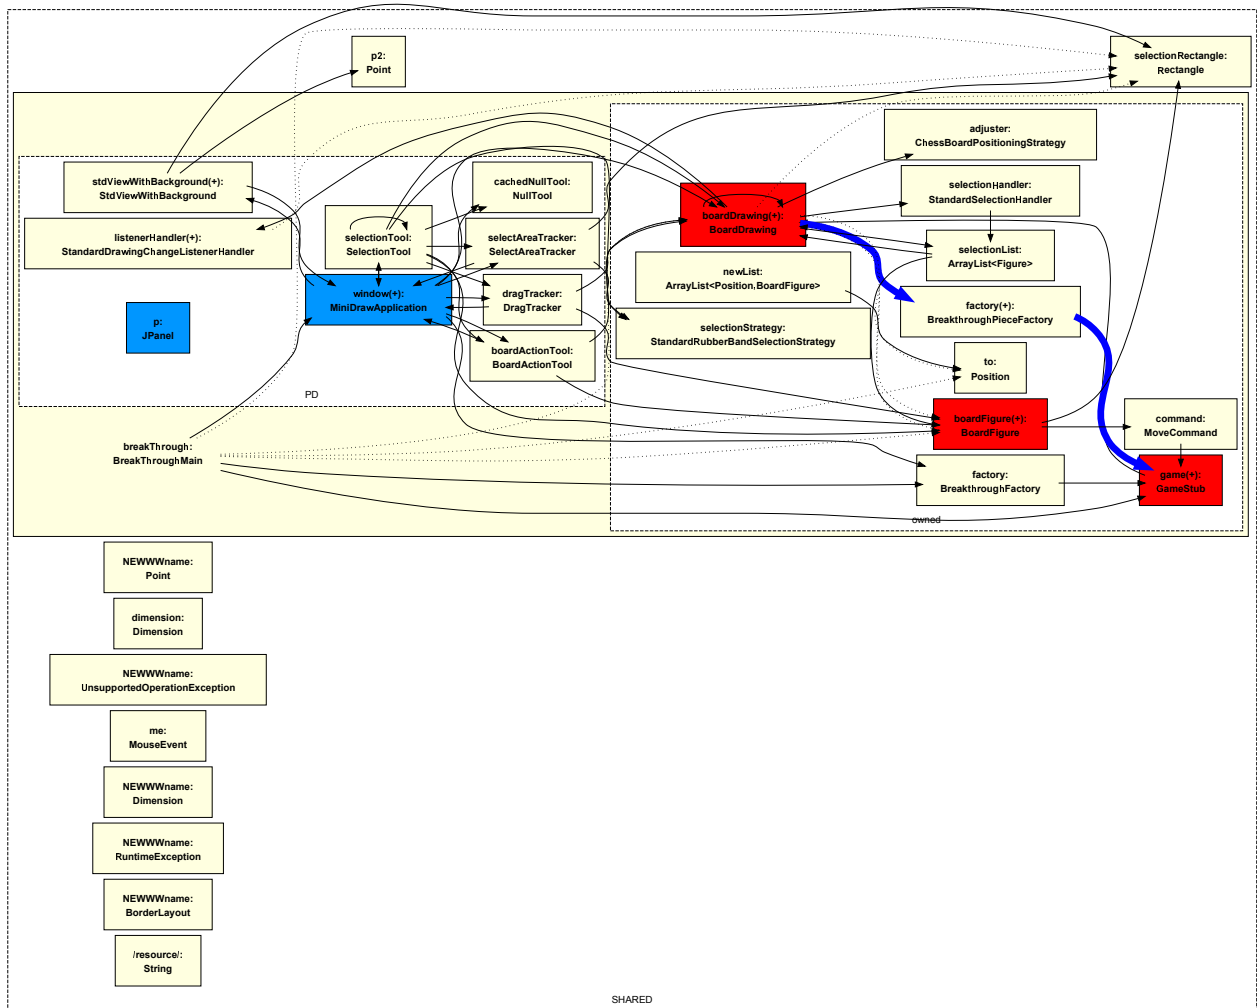 p2:
Point
selectionRectangle:
Rectangle
adjuster:
ChessBoardPositioningStrategy
stdViewWithBackground(+):
StdViewWithBackground
cachedNullTool:
NullTool
selectionHandler:
StandardSelectionHandler
boardDrawing(+):
BoardDrawing
listenerHandler(+):
StandardDrawingChangeListenerHandler
selectionTool:
SelectionTool
selectAreaTracker:
SelectAreaTracker
selectionList:
ArrayList<Figure>
newList:
ArrayList<Position,BoardFigure>
window(+):
MiniDrawApplication
dragTracker:
DragTracker
factory(+):
BreakthroughPieceFactory
p:
JPanel
selectionStrategy:
StandardRubberBandSelectionStrategy
boardActionTool:
BoardActionTool
to:
Position
PD
boardFigure(+):
BoardFigure
command:
MoveCommand
breakThrough:
BreakThroughMain
factory:
BreakthroughFactory
game(+):
GameStub
owned
NEWWWname:
Point
dimension:
Dimension
NEWWWname:
UnsupportedOperationException
me:
MouseEvent
NEWWWname:
Dimension
NEWWWname:
RuntimeException
NEWWWname:
BorderLayout
/resource/:
String
SHARED